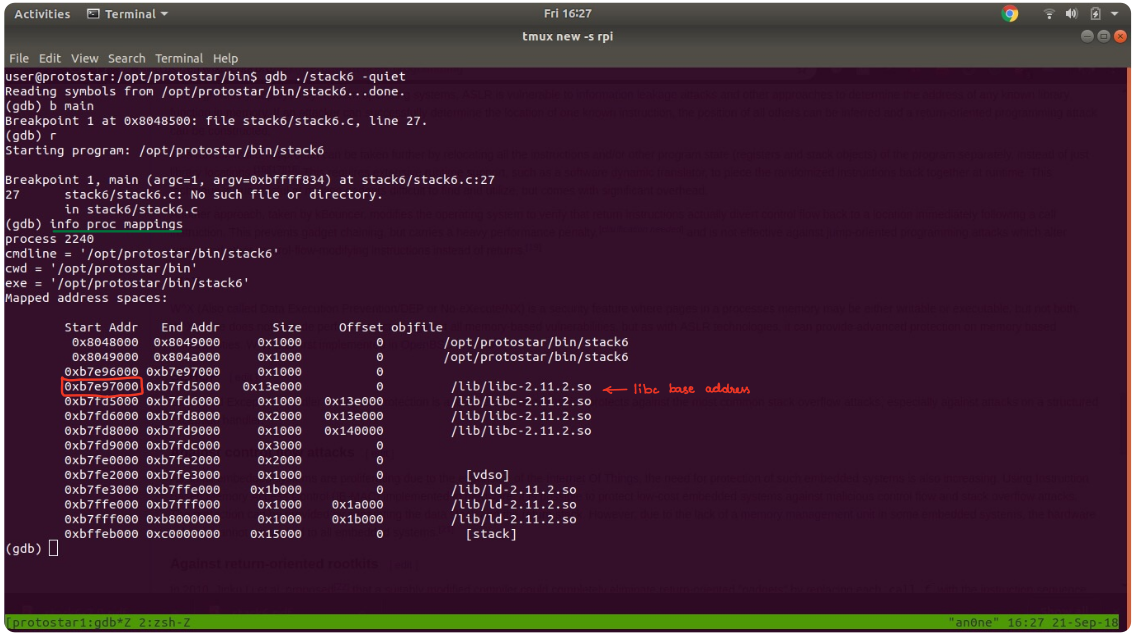 Activities Terminal Fri 16:27
tmux new -s rpi
File Edit View Search Terminal Help
user@protostar:/opt/protostar/bin$ gdb ./stack6 -quiet
Reading symbols from /opt/protostar/bin/stack6...done.
(gdb) b main
Breakpoint 1 at 0x8048500: file stack6/stack6.c, line 27.
(gdb) r
Starting program: /opt/protostar/bin/stack6
Breakpoint 1, main (argc=1, argv=0xbffff834) at stack6/stack6.c:27
27 stack6/stack6.c: No such file or directory.
in stack6/stack6.c
(gdb) info proc mappings
process 2240
cmdline = '/opt/protostar/bin/stack6'
cwd = '/opt/protostar/bin'
exe = '/opt/protostar/bin/stack6'
Mapped address spaces:
Start Addr End Addr Size Offset objfile
0x8048000 0x8049000 0x1000 0 /opt/protostar/bin/stack6
0x8049000 0x804a000 0x1000 0 /opt/protostar/bin/stack6
0xb7e96000 0xb7e97000 0x1000 0
0xb7e97000 0xb7fd5000 0x13e000 0 /lib/libc-2.11.2.so ← libc base address
0xb7fd5000 0xb7fd6000 0x1000 0x13e000 /lib/libc-2.11.2.so
0xb7fd6000 0xb7fd8000 0x2000 0x13e000 /lib/libc-2.11.2.so
0xb7fd8000 0xb7fd9000 0x1000 0x140000 /lib/libc-2.11.2.so
0xb7fd9000 0xb7fdc000 0x3000 0
0xb7fe0000 0xb7fe2000 0x2000 0
0xb7fe2000 0xb7fe3000 0x1000 0 [vdso]
0xb7fe3000 0xb7ffe000 0x1b000 0 /lib/ld-2.11.2.so
0xb7ffe000 0xb7fff000 0x1000 0x1a000 /lib/ld-2.11.2.so
0xb7fff000 0xb8000000 0x1000 0x1b000 /lib/ld-2.11.2.so
0xbffeb000 0xc0000000 0x15000 0 [stack]
(gdb)
Against return-oriented rootkits
[protostar1:gdb*Z 2:zsh-Z "an0ne" 16:27 21-Sep-18